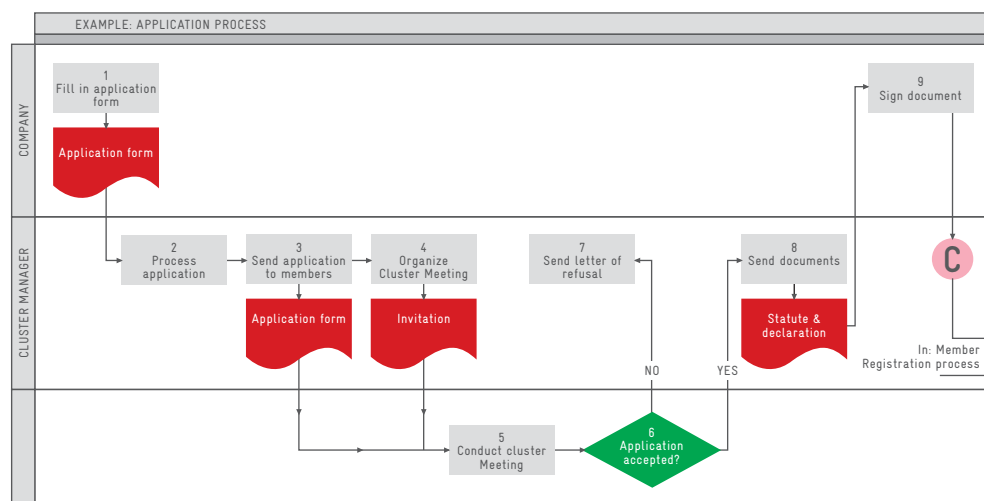 EXAMPLE: APPLICATION PROCESS
COMPANY
1
Fill in application
form
Application form
9
Sign document
CLUSTER MANAGER
2
Process
application
3
Send application
to members
Application form
4
Organize
Cluster Meeting
Invitation
7
Send letter of
refusal
8
Send documents
Statute &
declaration
C
In: Member
Registration process
NO
YES
5
Conduct cluster
Meeting
6
Application
accepted?